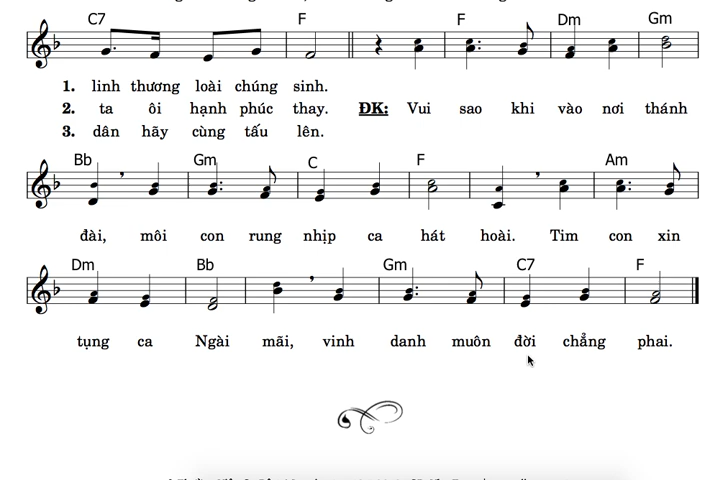 C7 F F Dm Gm
1. linh thương loài chúng sinh.
2. ta ôi hạnh phúc thay. ĐK: Vui sao khi vào nơi thánh
3. dân hãy cùng tấu lên.
Bb Gm C F Am
đài, môi con rung nhịp ca hát hoài. Tim con xin
Dm Bb Gm C7 F
tụng ca Ngài mãi, vinh danh muôn đời chẳng phai.